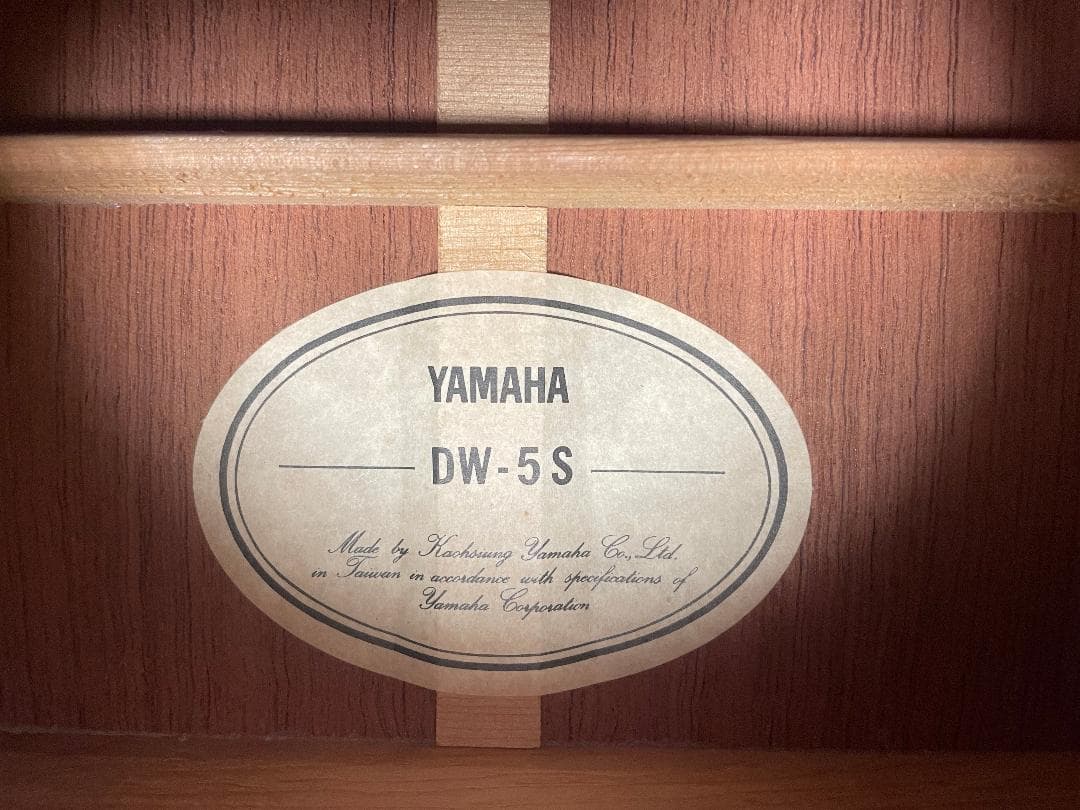 YAMAHA
DW-5S
Made by Kaohsiung Yamaha Co., Ltd.
in Taiwan in accordance with specifications of
Yamaha Corporation